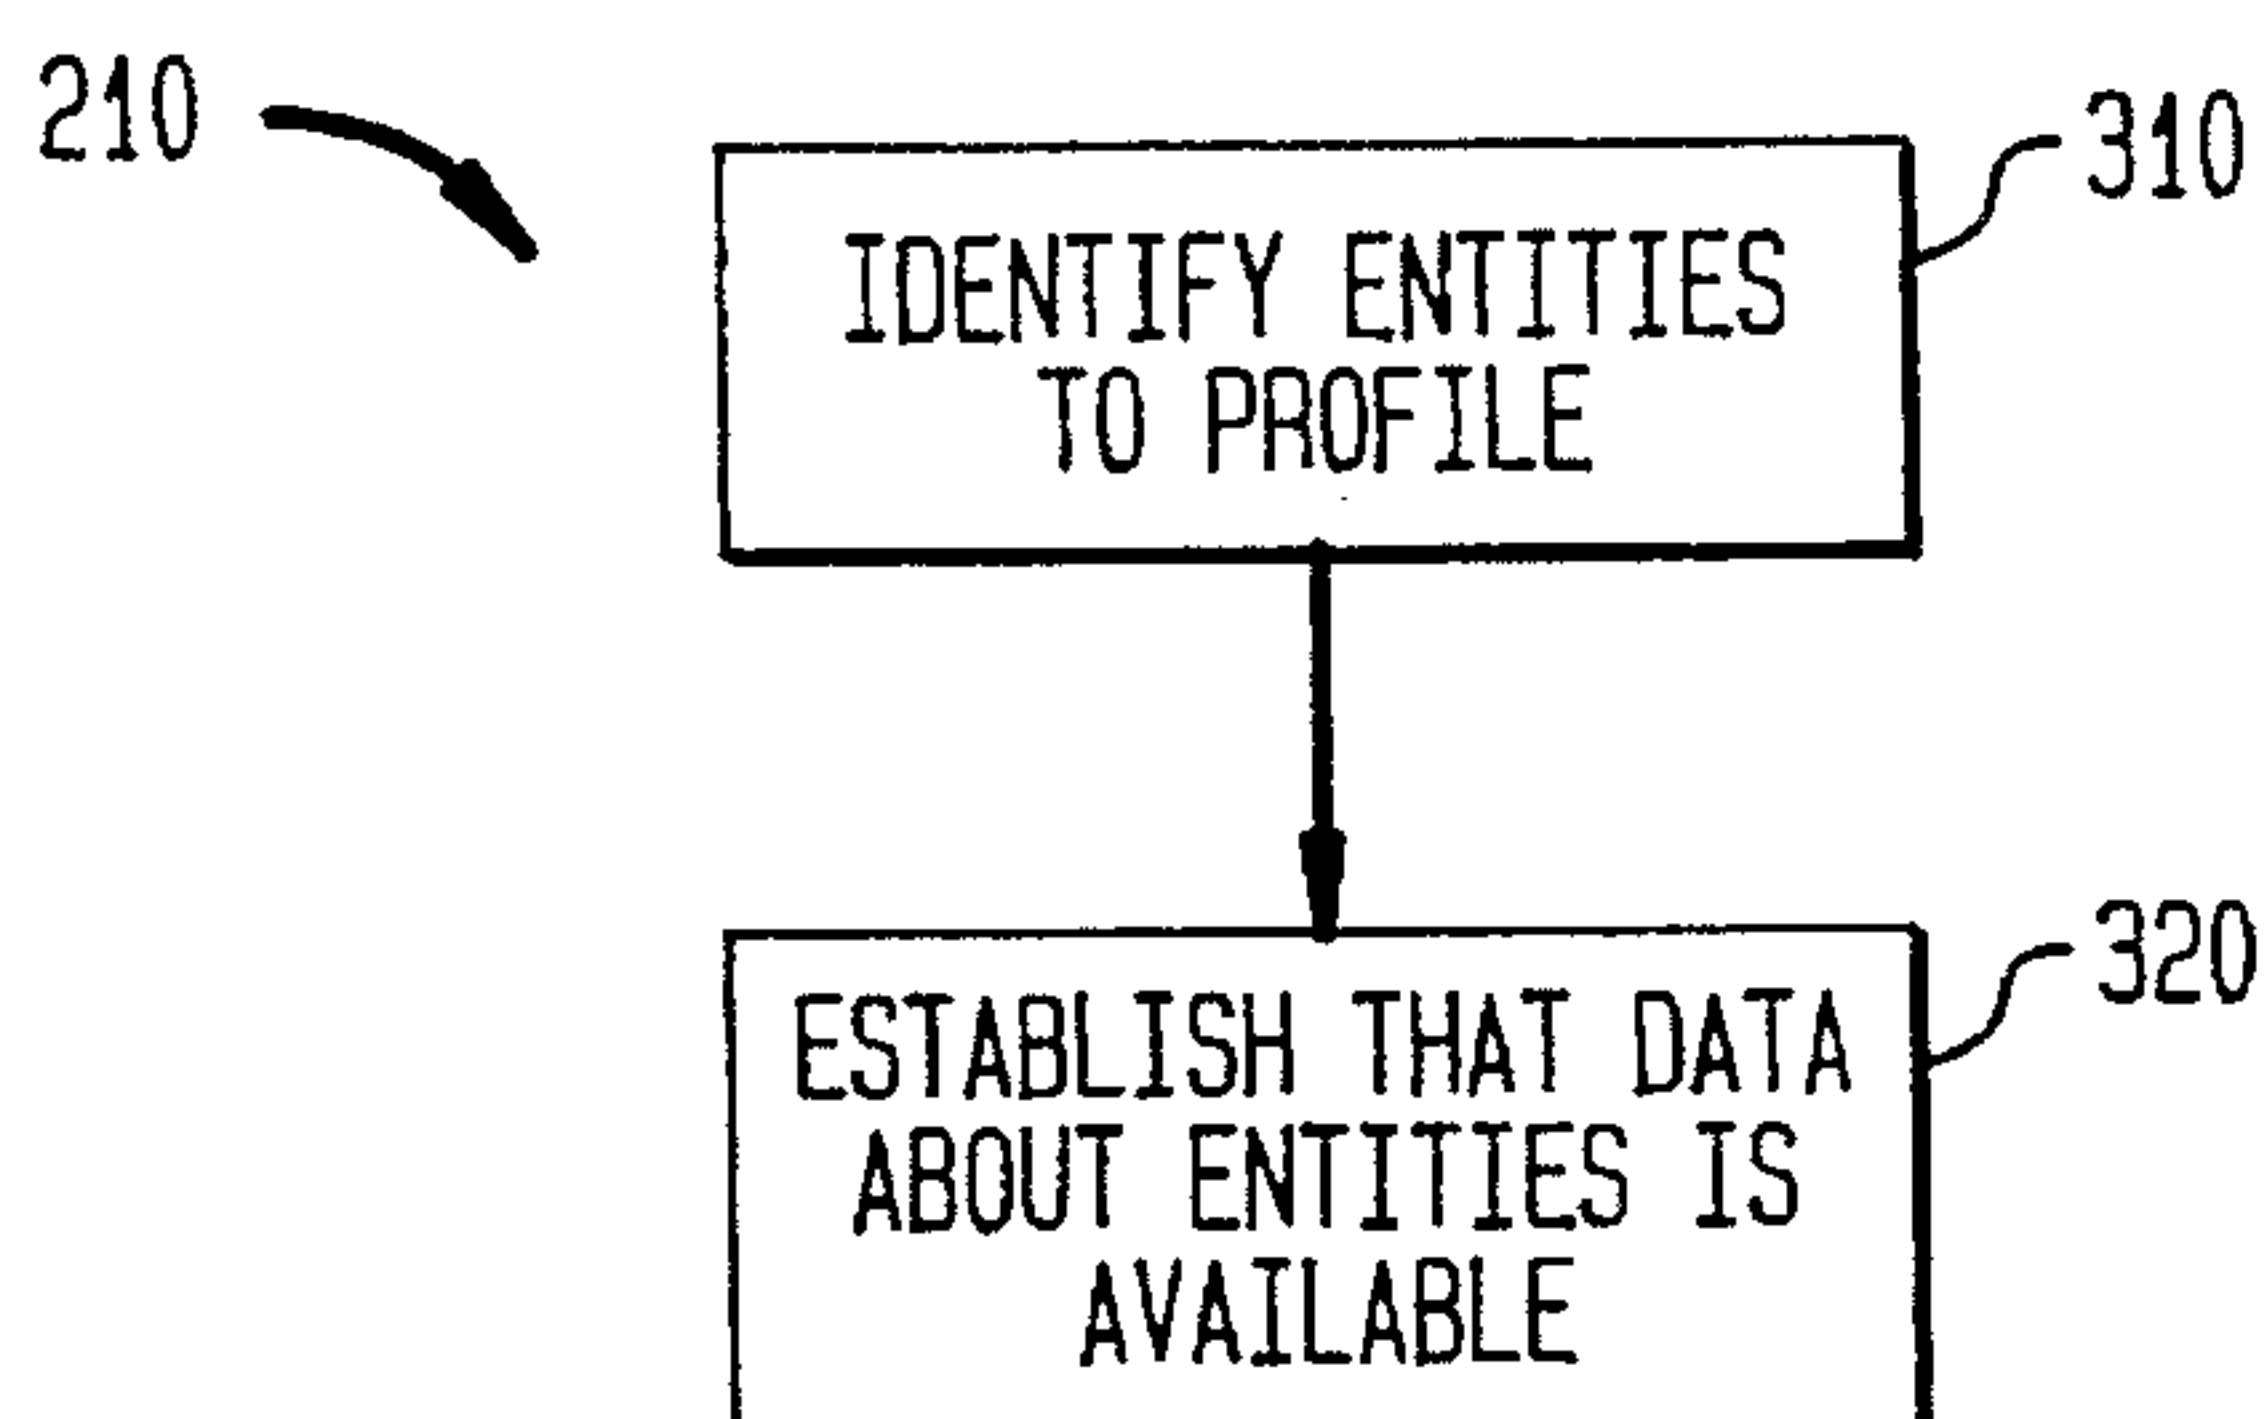 210
310
IDENTIFY ENTITIES
TO PROFILE
320
ESTABLISH THAT DATA
ABOUT ENTITIES IS
AVAILABLE